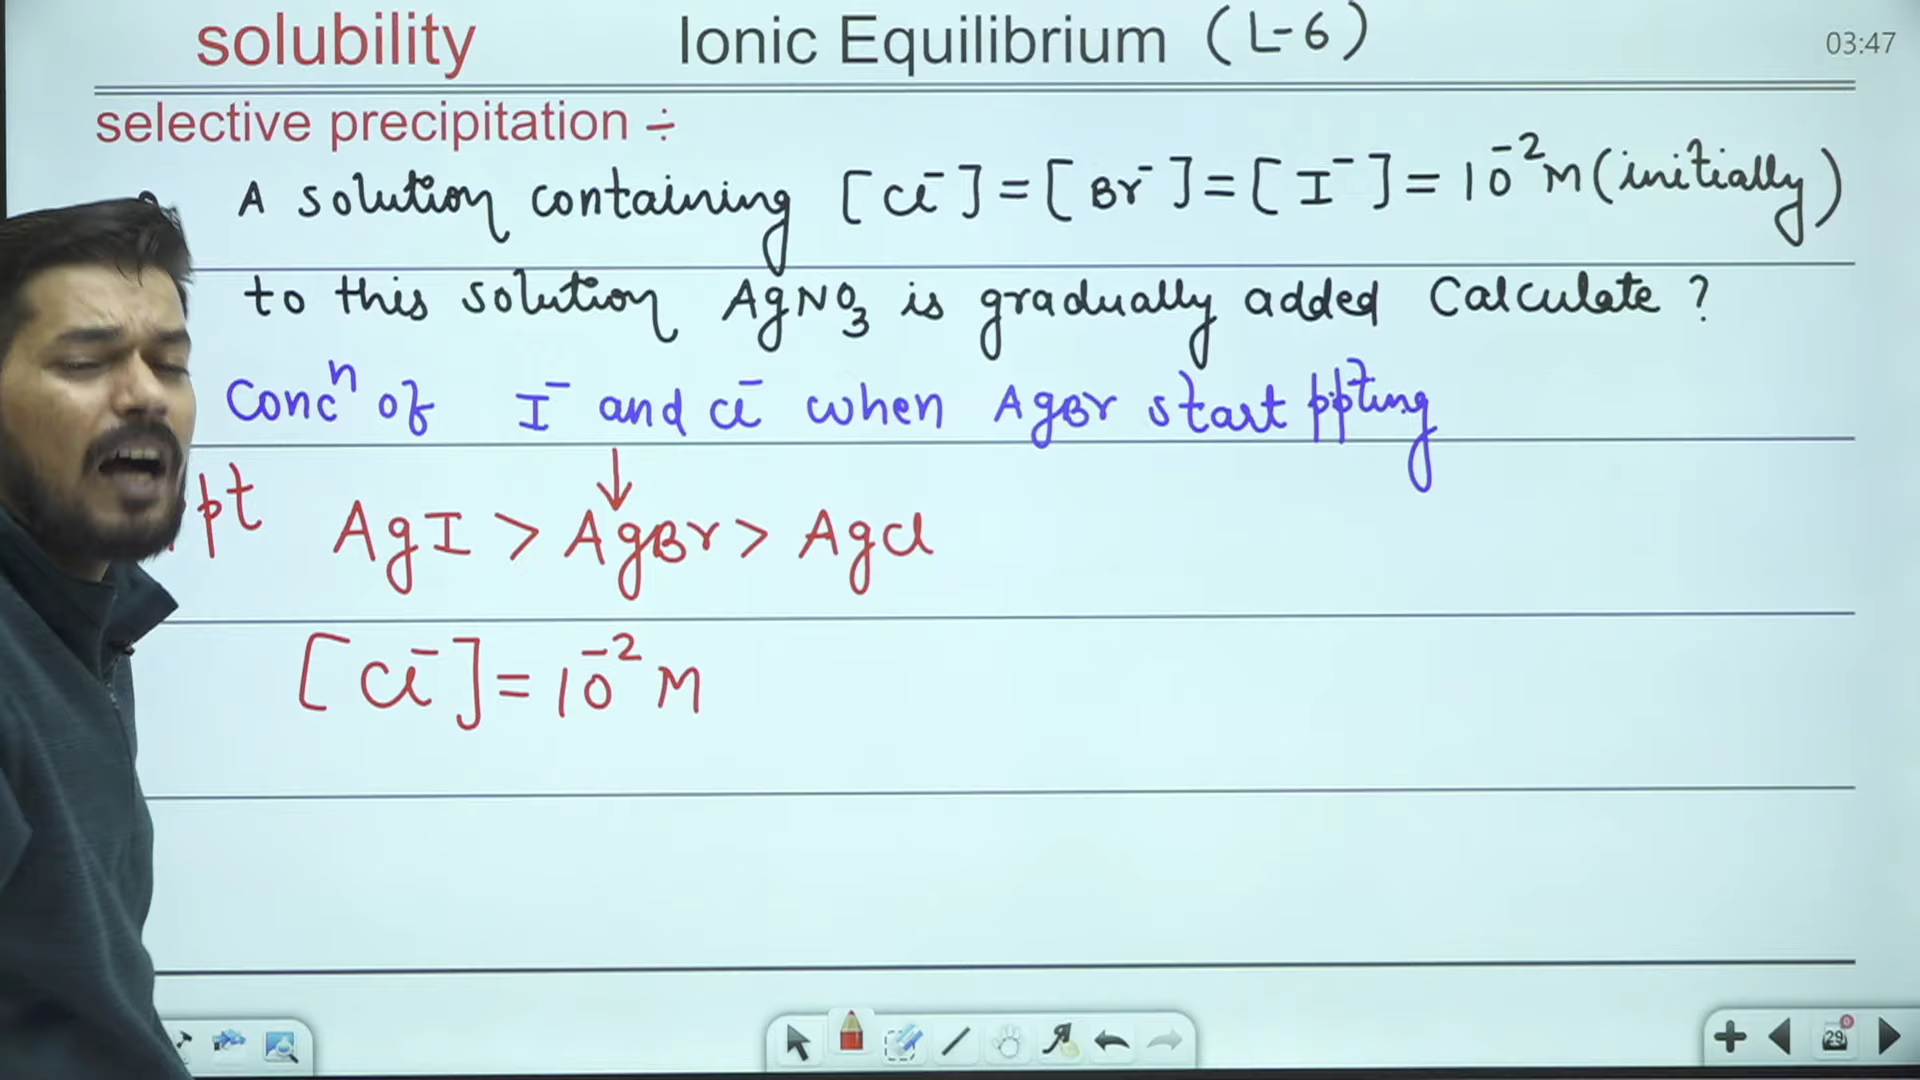 solubility Ionic Equilibrium (L-6) 03:47
selective precipitation ÷
A solution containing [Cl⁻] = [Br⁻] = [I⁻] = 10⁻² M (initially)
to this solution AgNO₃ is gradually added Calculate ?
Concⁿ of I⁻ and Cl⁻ when AgBr start ppting
AgI > AgBr > AgCl
[Cl⁻] = 10⁻² M
29